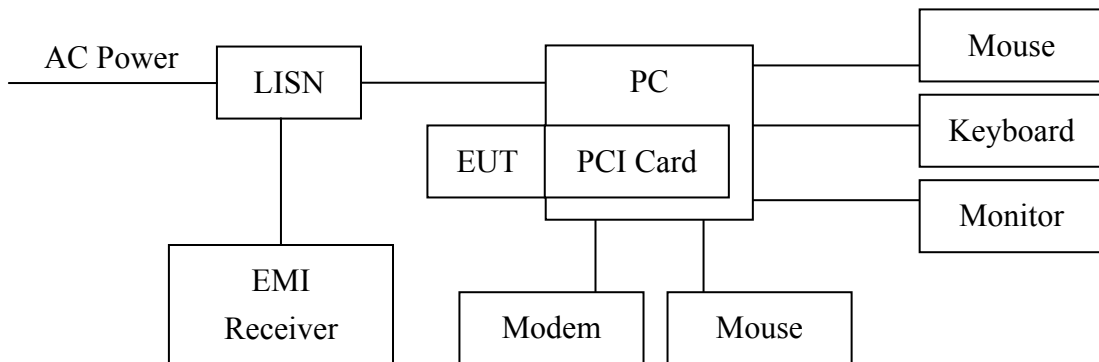 AC Power
LISN
PC
Mouse
EUT
PCI Card
Keyboard
Monitor
EMI
Receiver
Modem
Mouse